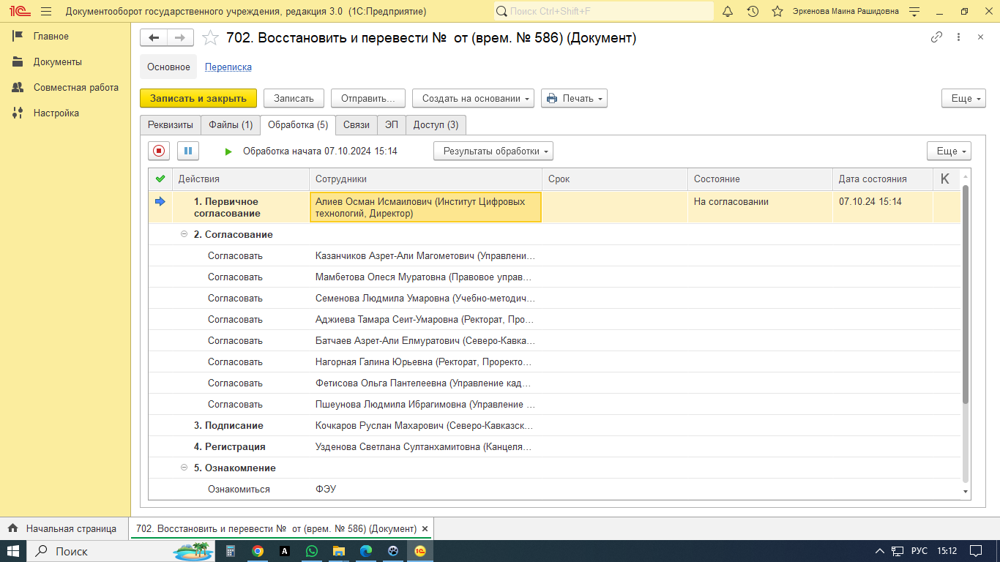 1С Документооборот государственного учреждения, редакция 3.0 (1С:Предприятие) Поиск Ctrl+Shift+F Эркенова Маина Рашидовна
Главное
Документы
Совместная работа
Настройка
702. Восстановить и перевести № от (врем. № 586) (Документ)
Основное Переписка
Записать и закрыть Записать Отправить... Создать на основании Печать Еще
Реквизиты Файлы (1) Обработка (5) Связи ЭП Доступ (3)
Обработка начата 07.10.2024 15:14 Результаты обработки Еще
Действия Сотрудники Срок Состояние Дата состояния К
1. Первичное согласование Алиев Осман Исмаилович (Институт Цифровых технологий, Директор) На согласовании 07.10.24 15:14
2. Согласование
Согласовать Казанчиков Азрет-Али Магометович (Управлени...
Согласовать Мамбетова Олеся Муратовна (Правовое управ...
Согласовать Семенова Людмила Умаровна (Учебно-методич...
Согласовать Аджиева Тамара Сеит-Умаровна (Ректорат, Про...
Согласовать Батчаев Азрет-Али Елмуратович (Северо-Кавка...
Согласовать Нагорная Галина Юрьевна (Ректорат, Проректо...
Согласовать Фетисова Ольга Пантелеевна (Управление кад...
Согласовать Пшеунова Людмила Ибрагимовна (Управление ...
3. Подписание Кочкаров Руслан Махарович (Северо-Кавказск...
4. Регистрация Узденова Светлана Султанхамитовна (Канцеля...
5. Ознакомление
Ознакомиться ФЭУ
Начальная страница 702. Восстановить и перевести № от (врем. № 586) (Документ)
Поиск РУС 15:12